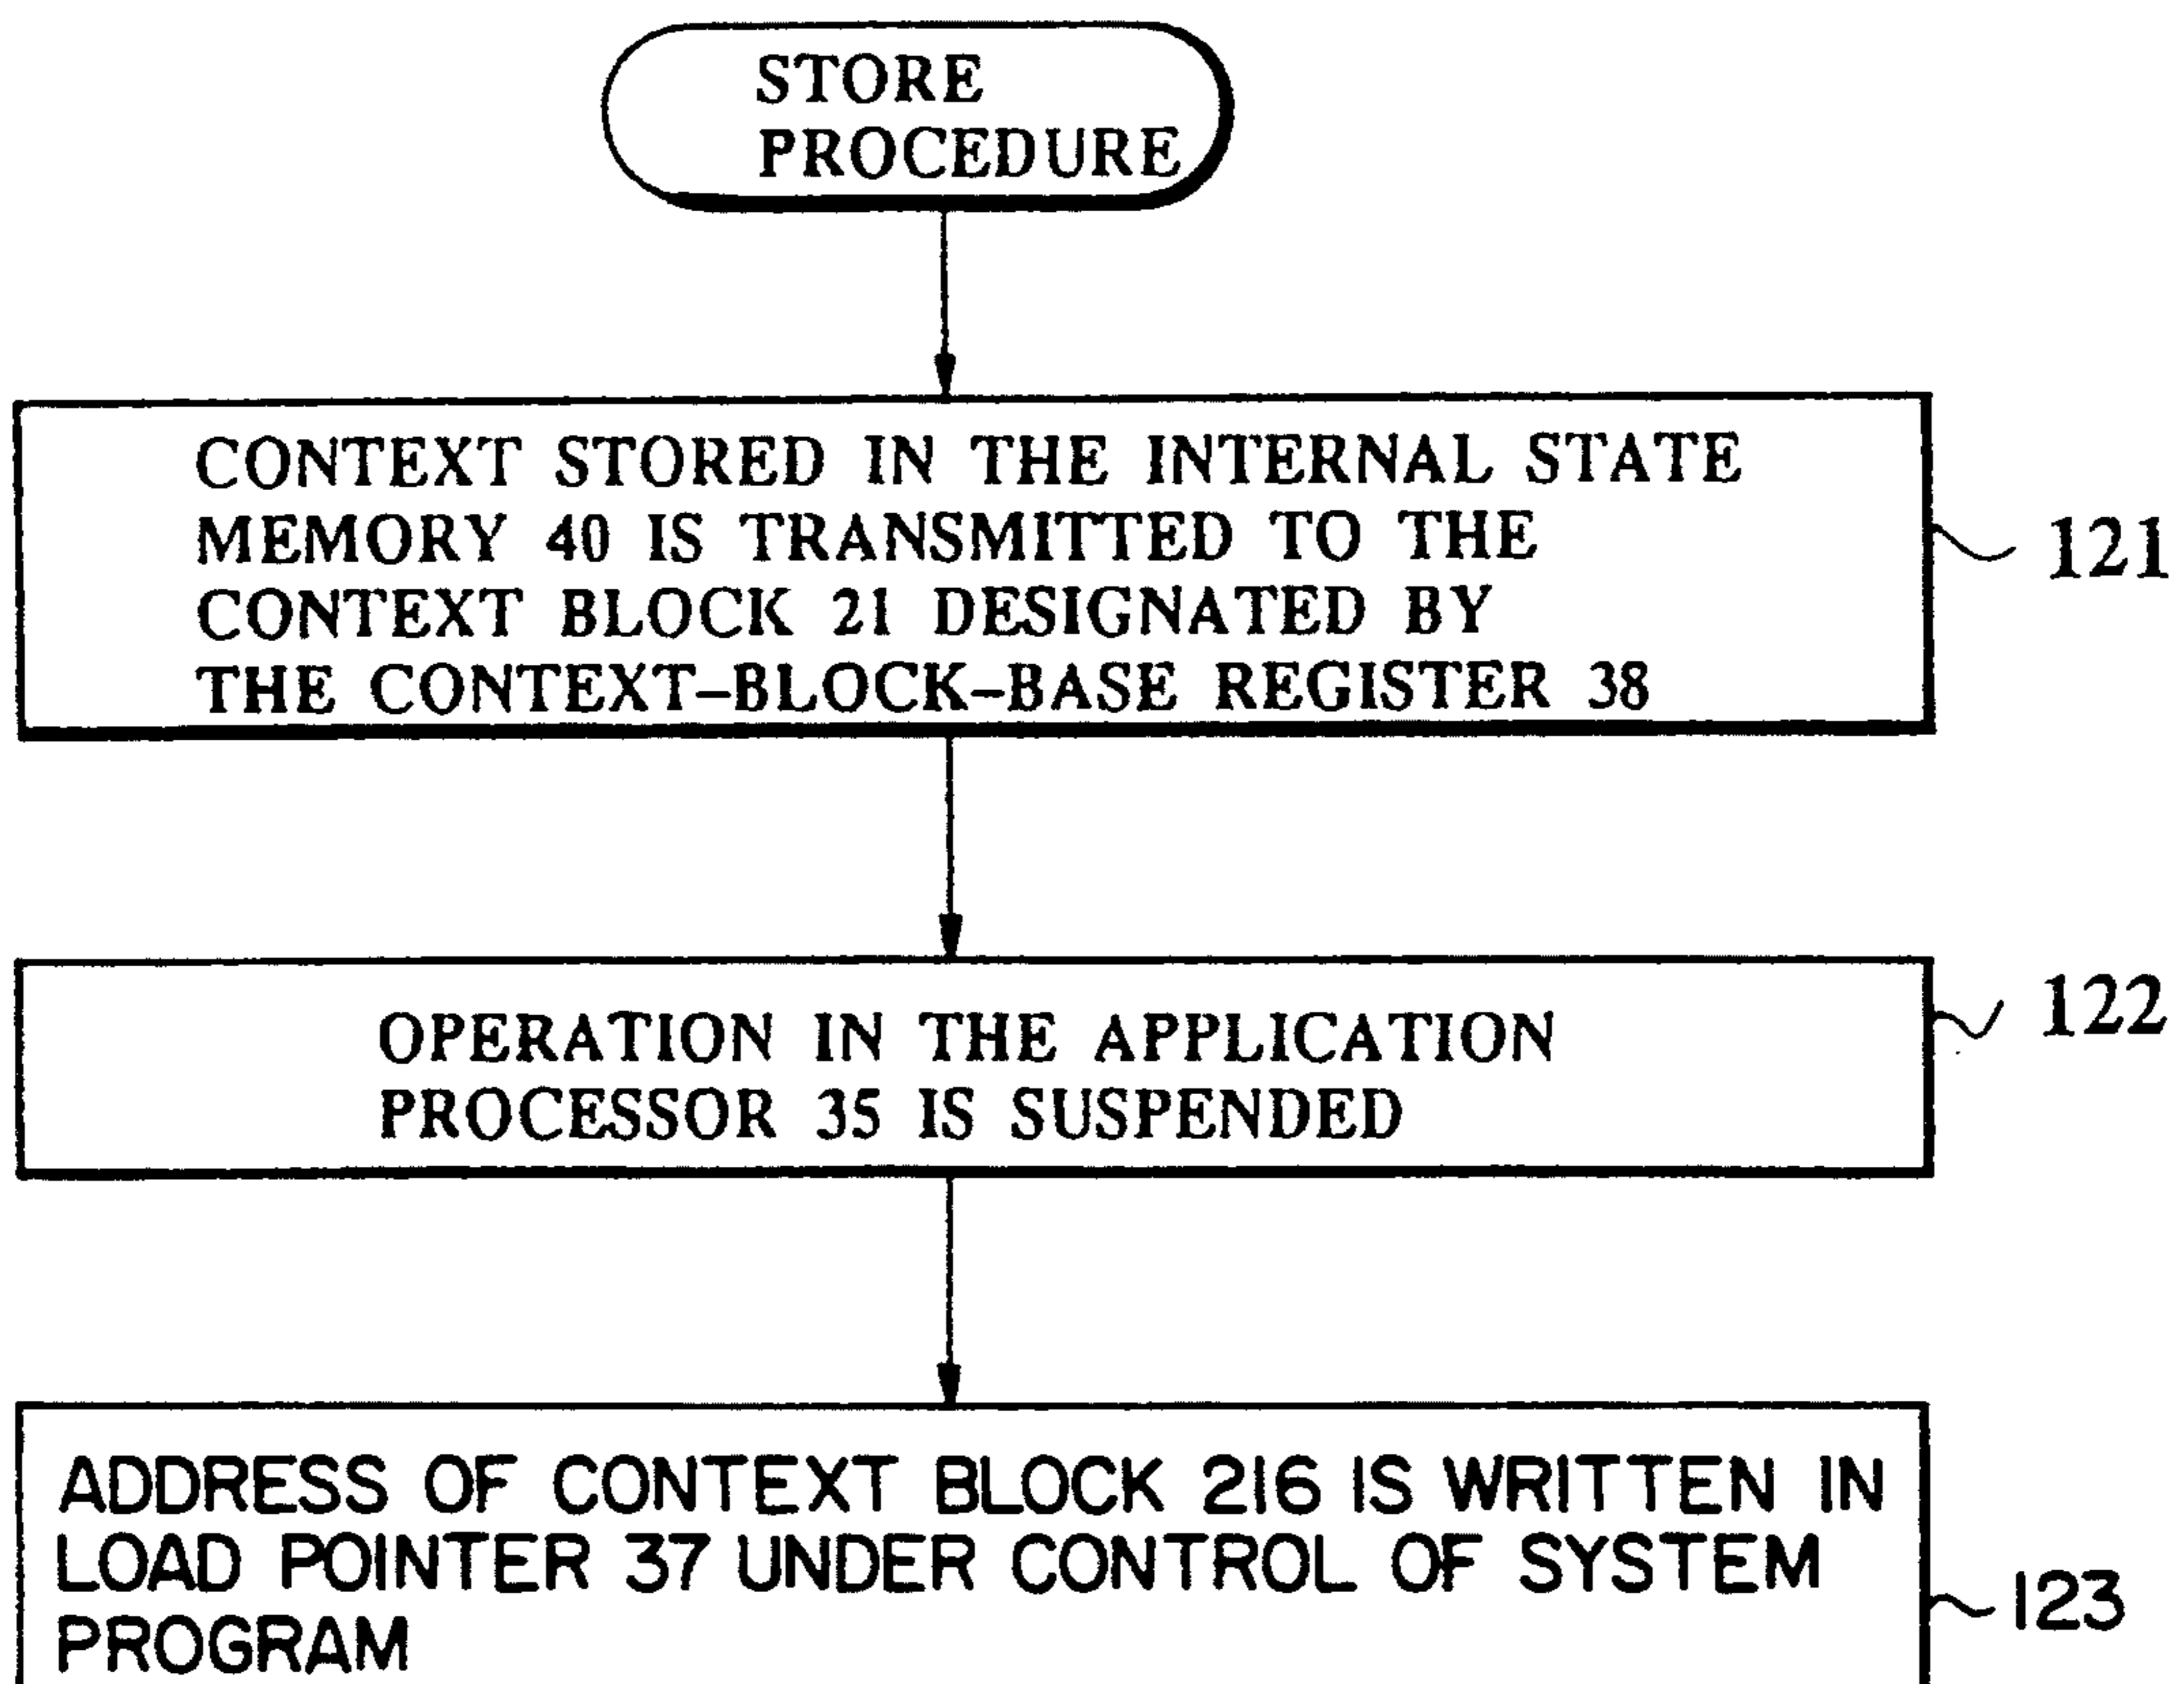 STORE
PROCEDURE
CONTEXT STORED IN THE INTERNAL STATE
MEMORY 40 IS TRANSMITTED TO THE
CONTEXT BLOCK 21 DESIGNATED BY
THE CONTEXT-BLOCK-BASE REGISTER 38
121
OPERATION IN THE APPLICATION
PROCESSOR 35 IS SUSPENDED
122
ADDRESS OF CONTEXT BLOCK 216 IS WRITTEN IN
LOAD POINTER 37 UNDER CONTROL OF SYSTEM
PROGRAM
123